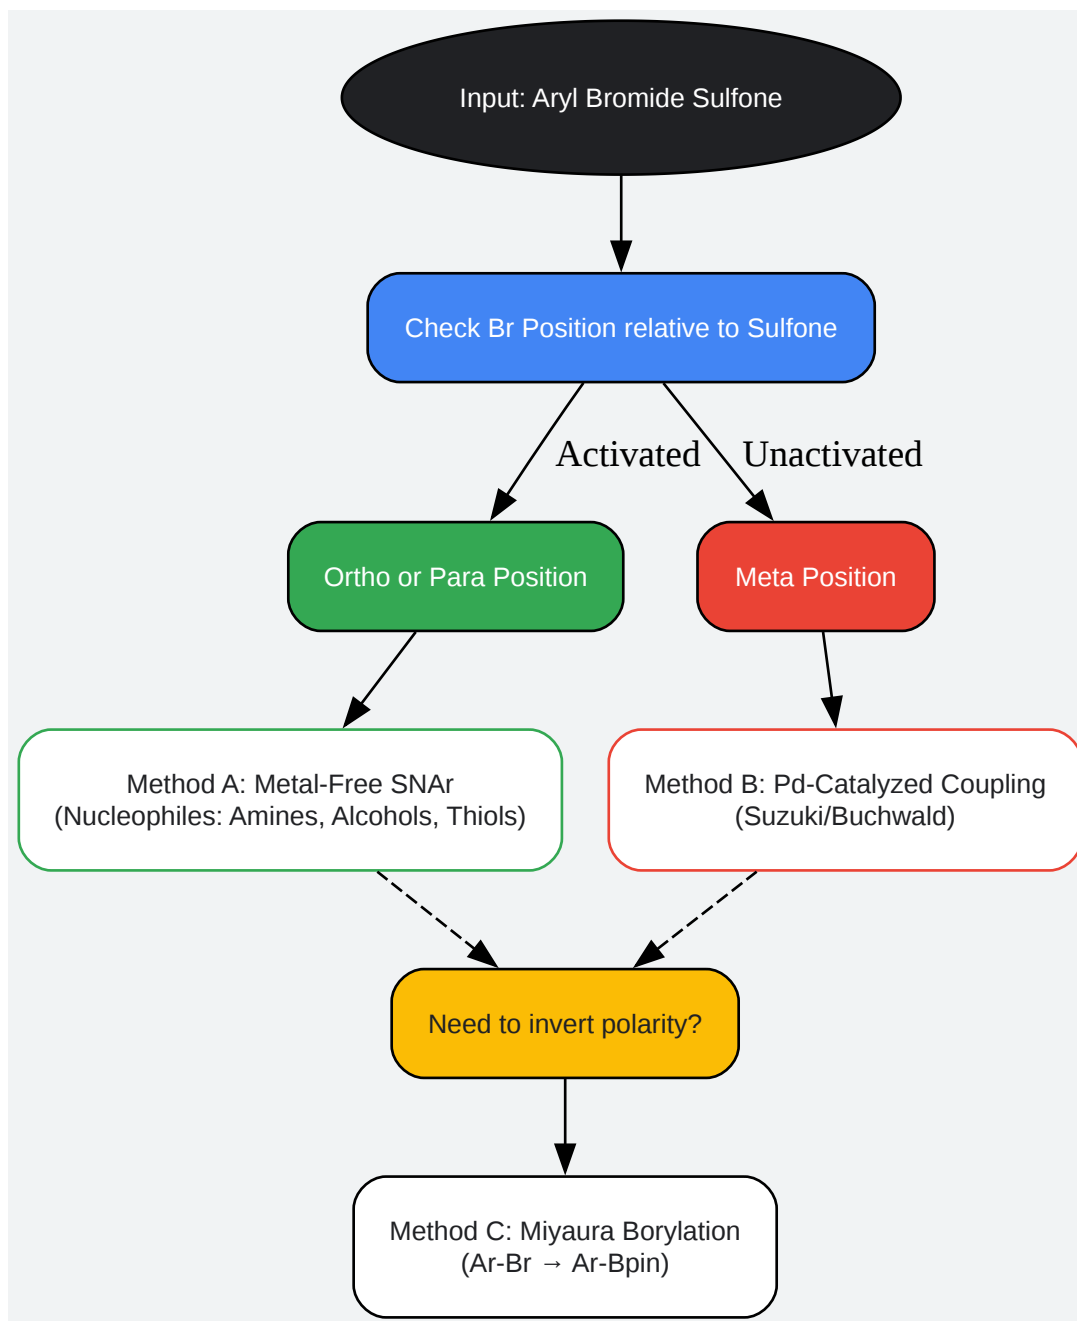 Input: Aryl Bromide Sulfone
Check Br Position relative to Sulfone
Activated
Unactivated
Ortho or Para Position
Meta Position
Method A: Metal-Free SNAr
(Nucleophiles: Amines, Alcohols, Thiols)
Method B: Pd-Catalyzed Coupling
(Suzuki/Buchwald)
Need to invert polarity?
Method C: Miyaura Borylation
(Ar-Br → Ar-Bpin)